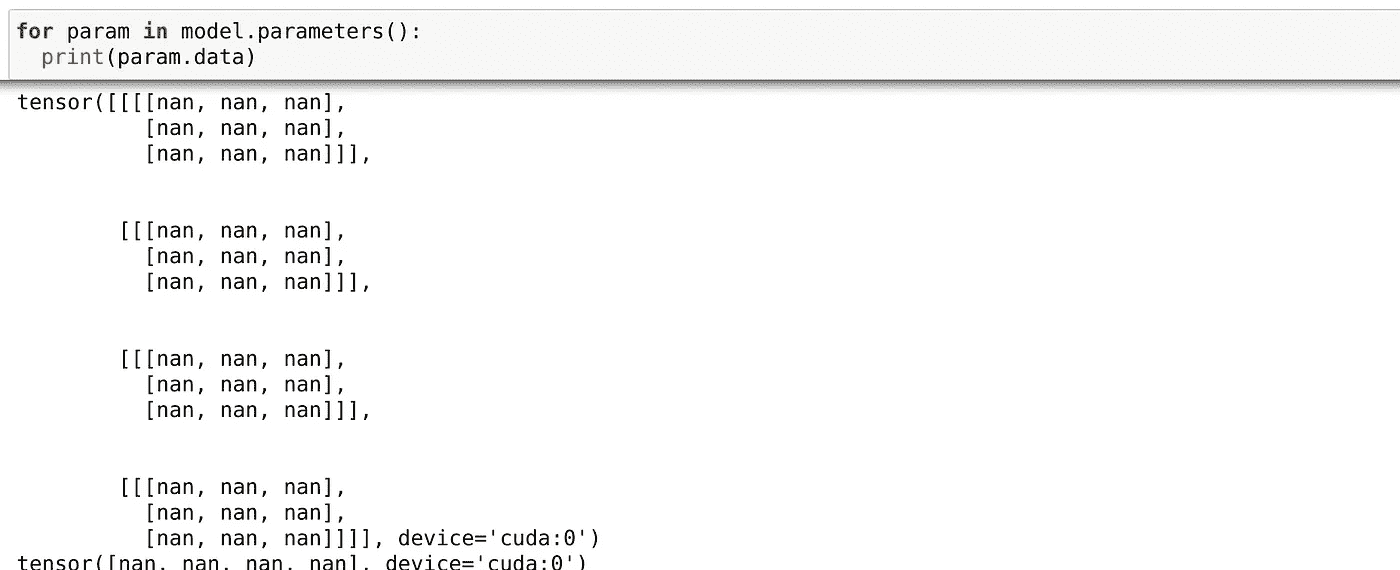 for param in model.parameters():
  print(param.data)
tensor([[[[nan, nan, nan],
          [nan, nan, nan],
          [nan, nan, nan]]],
        [[[nan, nan, nan],
          [nan, nan, nan],
          [nan, nan, nan]]],
        [[[nan, nan, nan],
          [nan, nan, nan],
          [nan, nan, nan]]],
        [[[nan, nan, nan],
          [nan, nan, nan],
          [nan, nan, nan]]]], device='cuda:0')
tensor([nan, nan, nan, nan], device='cuda:0')